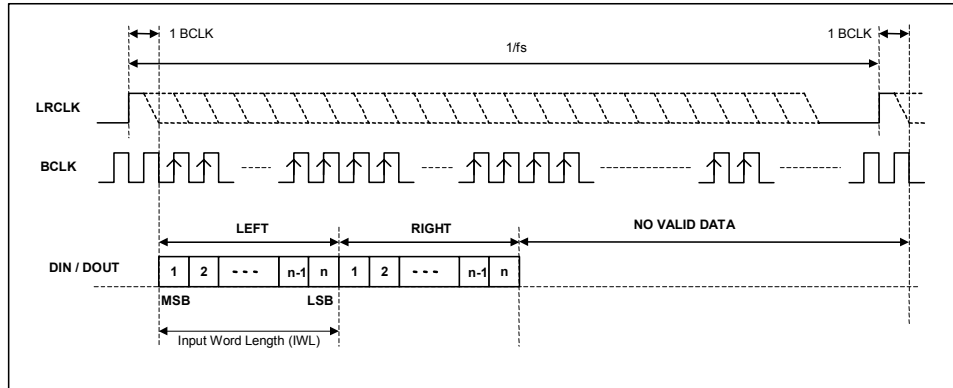 1 BCLK 1 BCLK
1/fs
LRCLK
BCLK
LEFT RIGHT NO VALID DATA
DIN / DOUT 1 2 - - - n-1 n 1 2 - - - n-1 n
MSB LSB
Input Word Length (IWL)